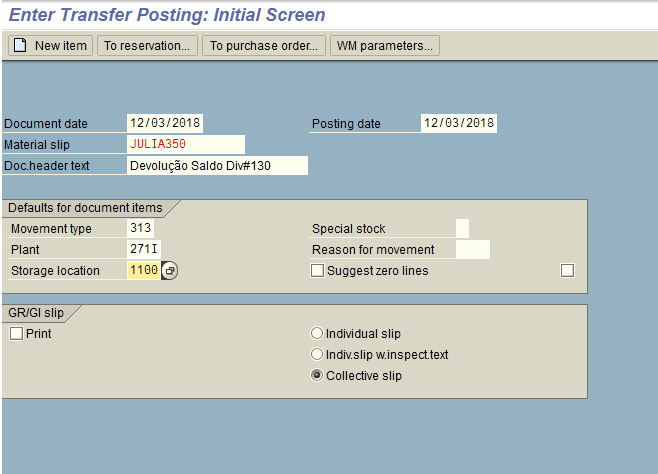 Enter Transfer Posting: Initial Screen
New item To reservation... To purchase order... WM parameters...
Document date 12/03/2018 Posting date 12/03/2018
Material slip JULIA350
Doc.header text Devolução Saldo Div#130
Defaults for document items
Movement type 313 Special stock
Plant 271I Reason for movement
Storage location 1100 Suggest zero lines
GR/GI slip
Print Individual slip
Indiv.slip w.inspect.text
Collective slip